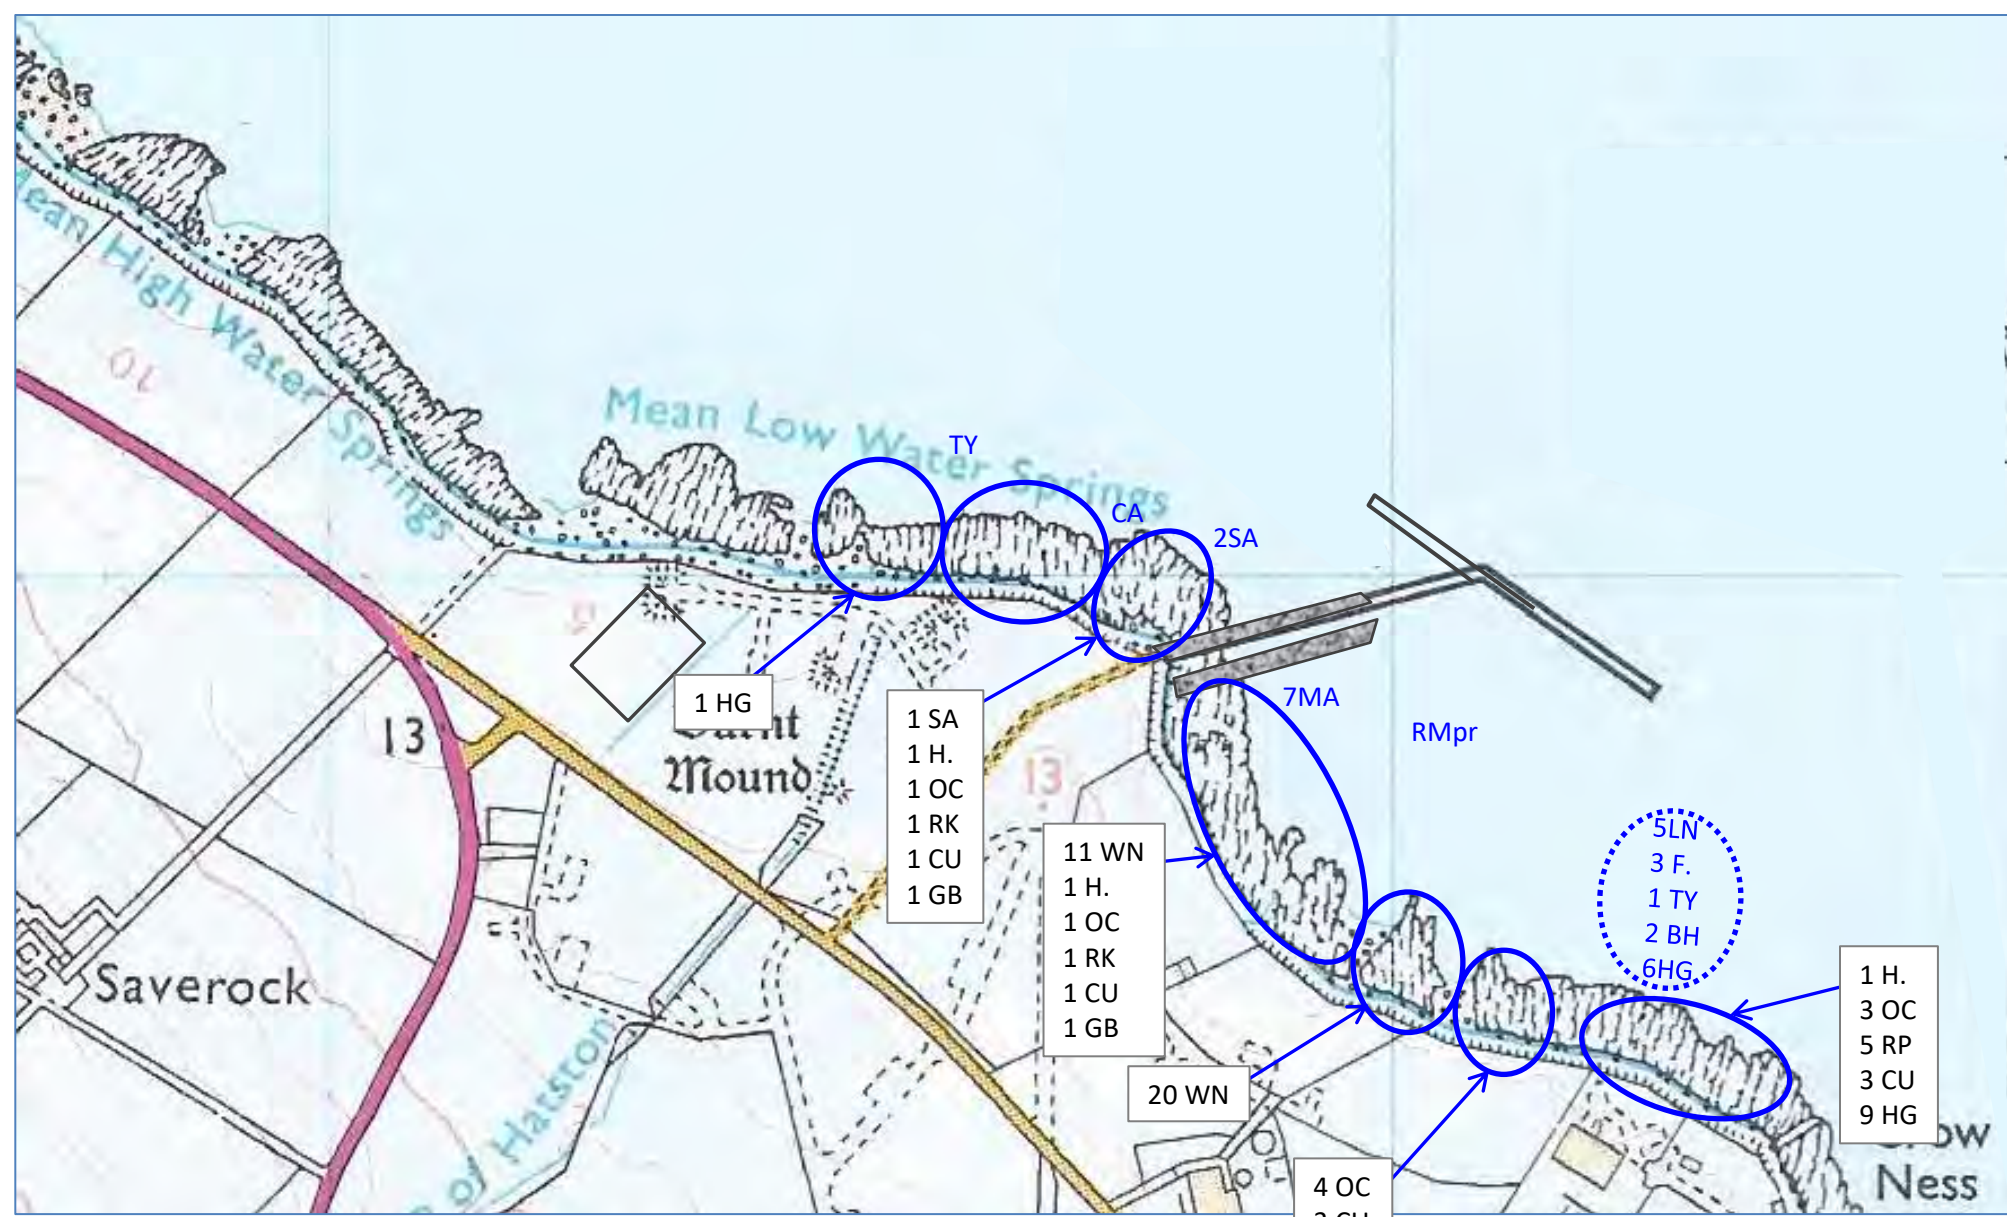 Mean High Water Springs
10
Mean Low Water Springs
TY
CA
2SA
1 HG
Mound
13
1 SA
1 H.
1 OC
1 RK
1 CU
1 GB
13
7MA
RMpr
11 WN
1 H.
1 OC
1 RK
1 CU
1 GB
5LN
3 F.
1 TY
2 BH
6HG
1 H.
3 OC
5 RP
3 CU
9 HG
Saverock
20 WN
of Hatston
4 OC
Ness